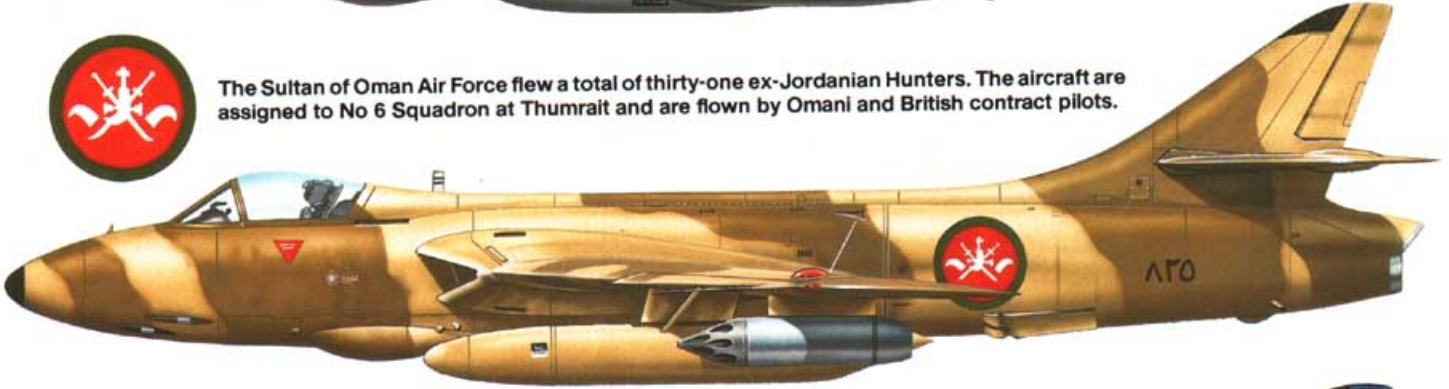 The Sultan of Oman Air Force flew a total of thirty-one ex-Jordanian Hunters. The aircraft are
assigned to No 6 Squadron at Thumrait and are flown by Omani and British contract pilots.
٨٢٥